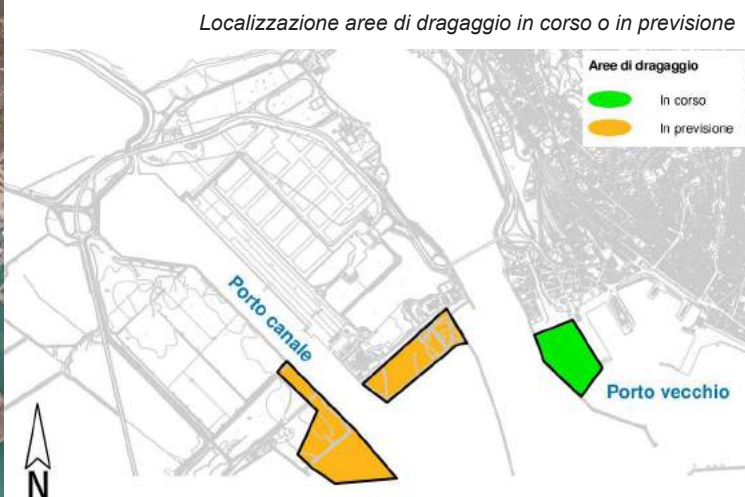 Localizzazione aree di dragaggio in corso o in previsione
Aree di dragaggio
In corso
In previsione
Porto canale
Porto vecchio
N